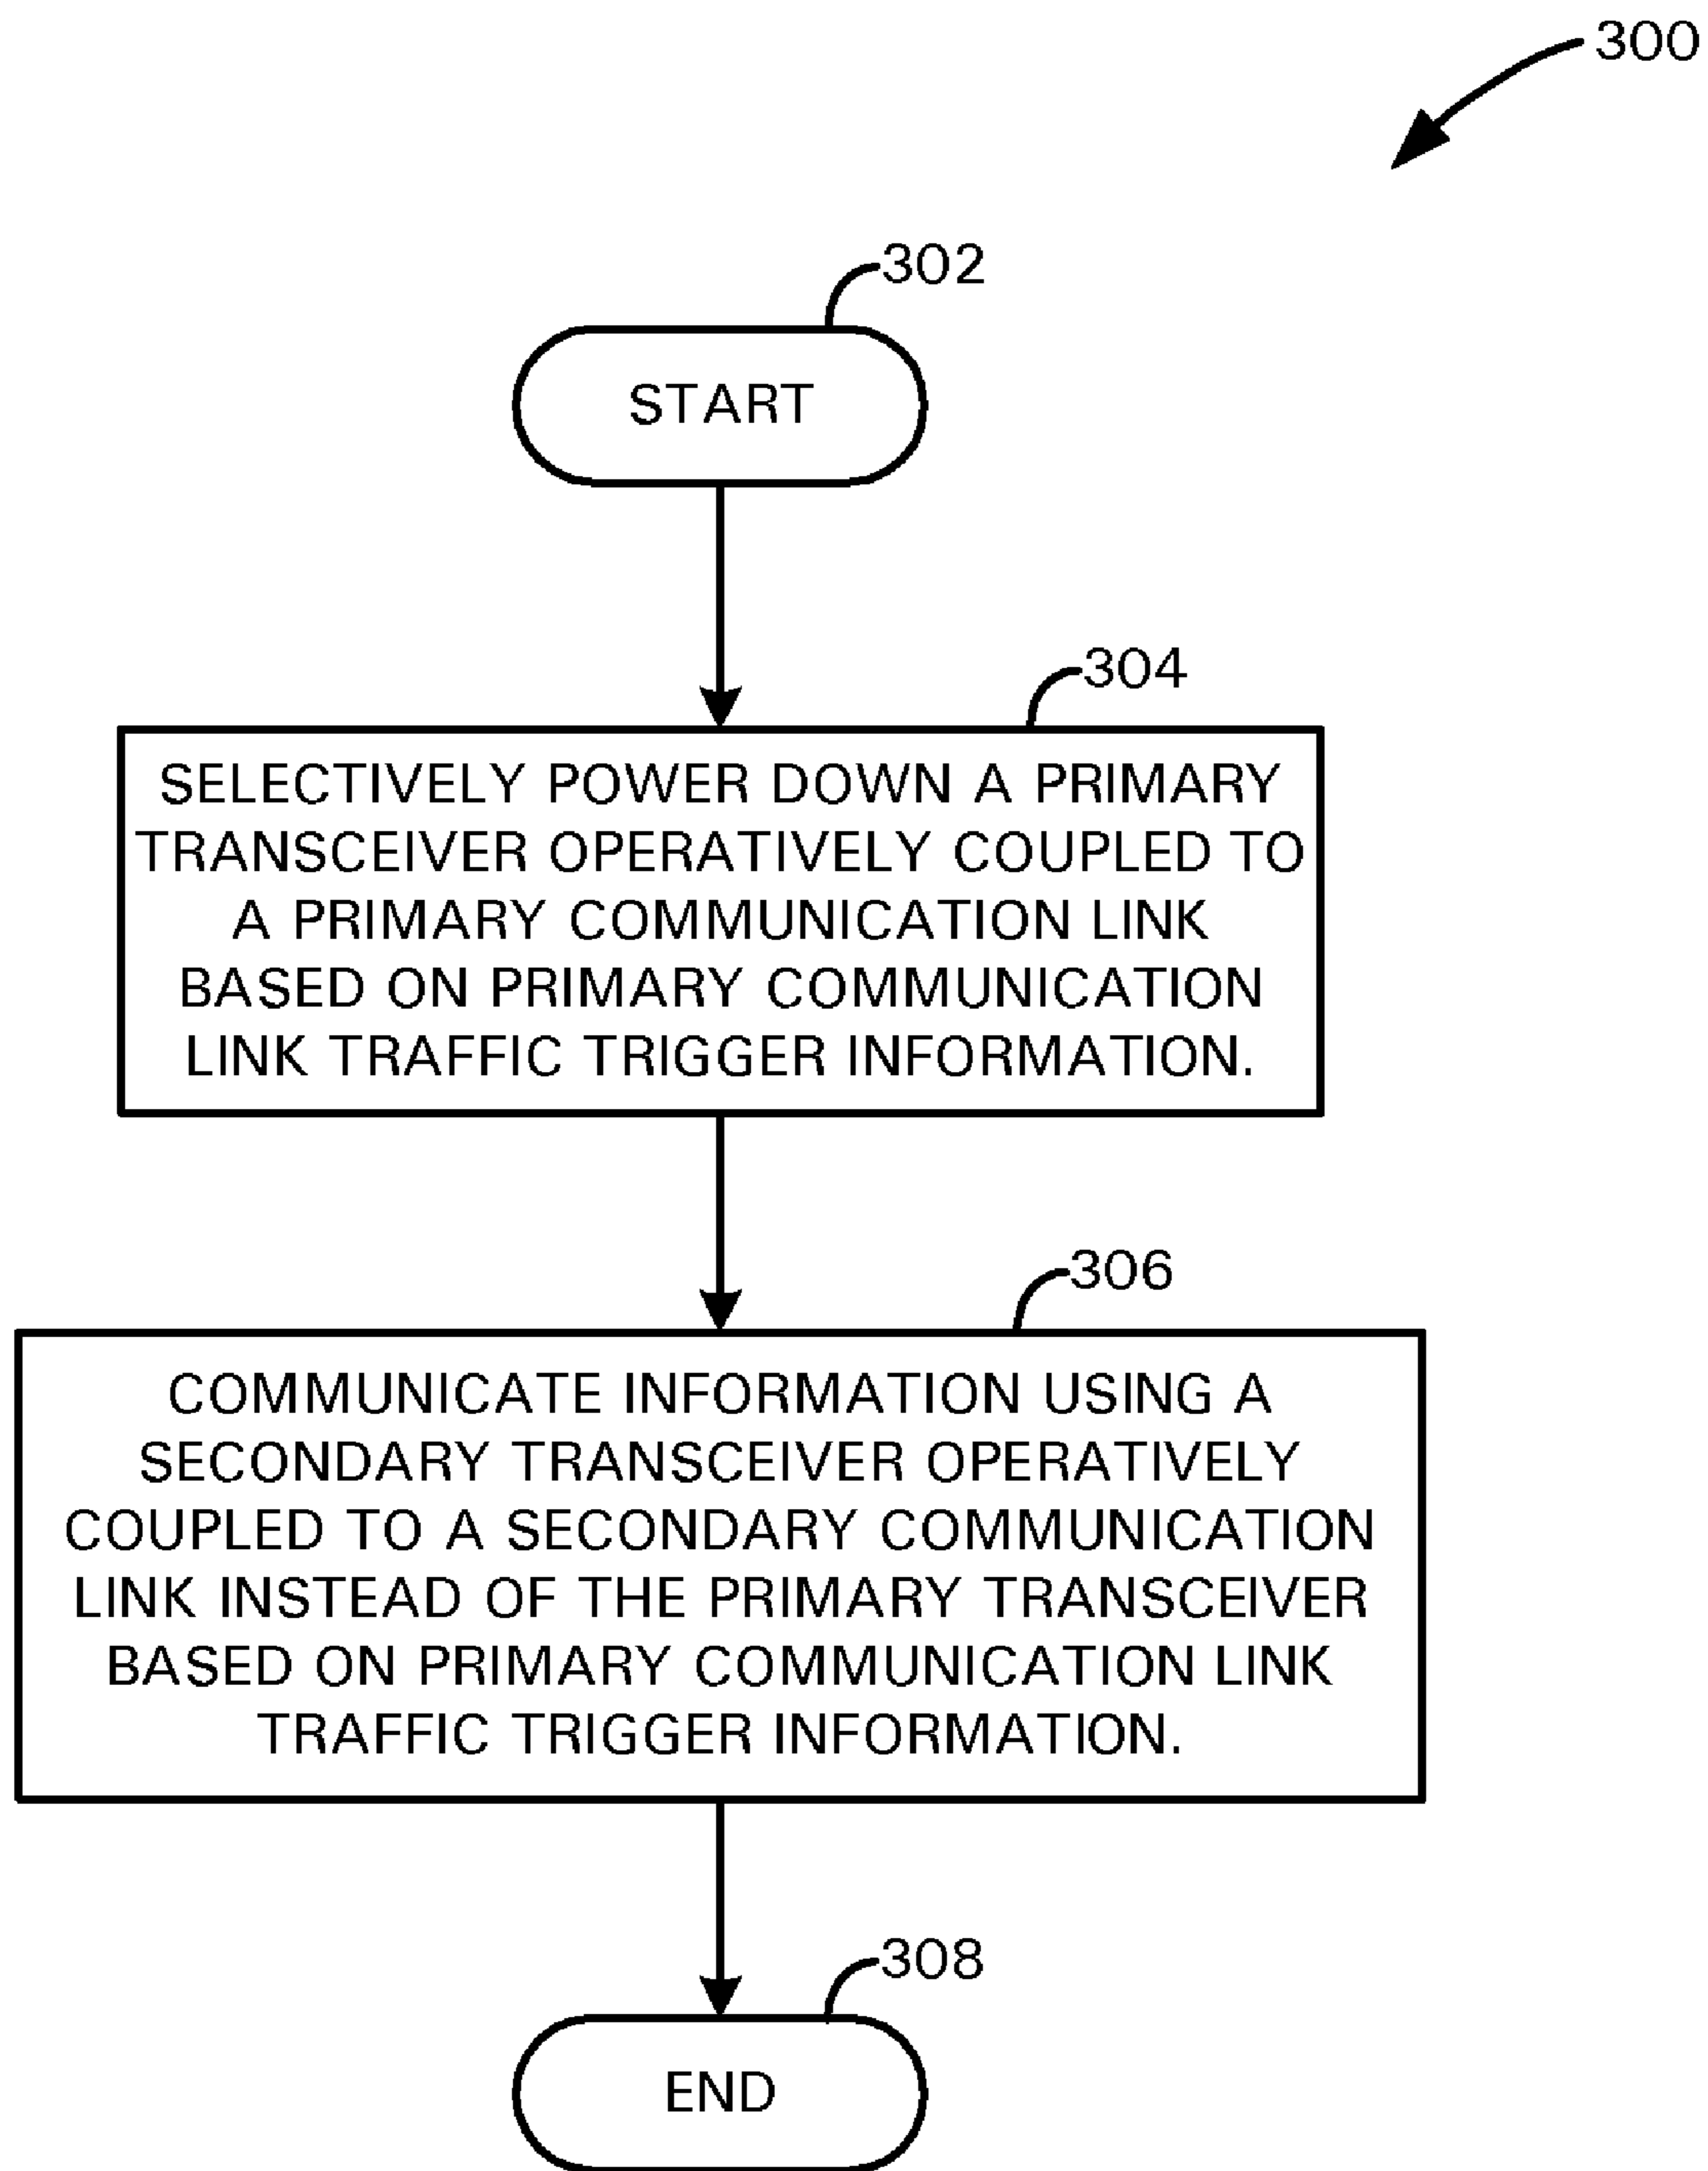 300
302
START
304
SELECTIVELY POWER DOWN A PRIMARY
TRANSCEIVER OPERATIVELY COUPLED TO
A PRIMARY COMMUNICATION LINK
BASED ON PRIMARY COMMUNICATION
LINK TRAFFIC TRIGGER INFORMATION.
306
COMMUNICATE INFORMATION USING A
SECONDARY TRANSCEIVER OPERATIVELY
COUPLED TO A SECONDARY COMMUNICATION
LINK INSTEAD OF THE PRIMARY TRANSCEIVER
BASED ON PRIMARY COMMUNICATION LINK
TRAFFIC TRIGGER INFORMATION.
308
END